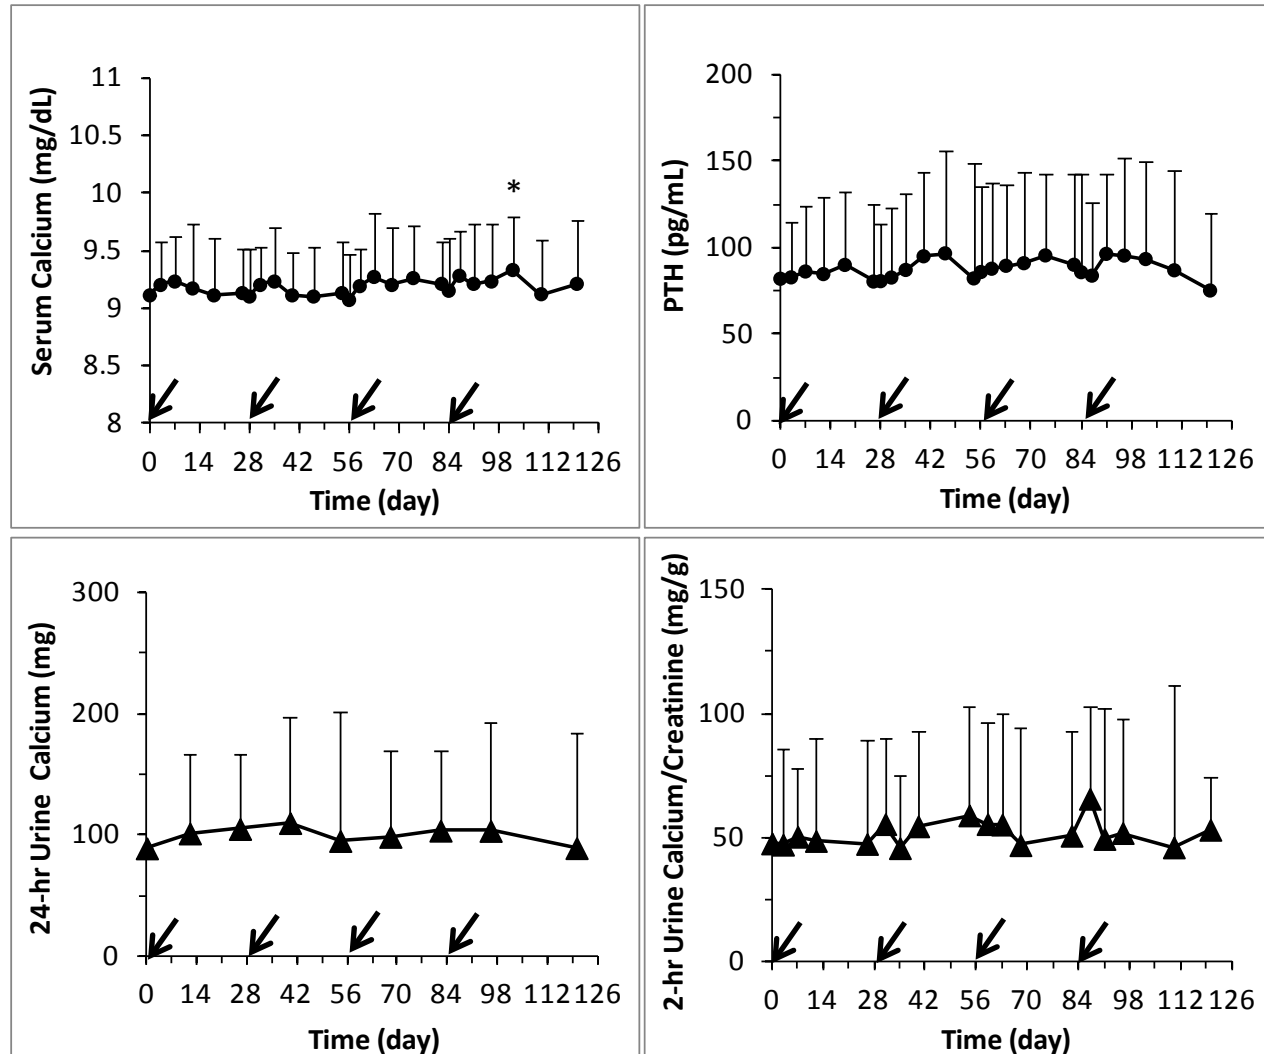 Serum Calcium (mg/dL)
11
10.5
10
9.5
9
8.5
8
*
0 14 28 42 56 70 84 98 112 126
Time (day)
PTH (pg/mL)
200
150
100
50
0
0 14 28 42 56 70 84 98 112 126
Time (day)
24-hr Urine Calcium (mg)
300
200
100
0
0 14 28 42 56 70 84 98 112 126
Time (day)
2-hr Urine Calcium/Creatinine (mg/g)
150
100
50
0
0 14 28 42 56 70 84 98 112 126
Time (day)